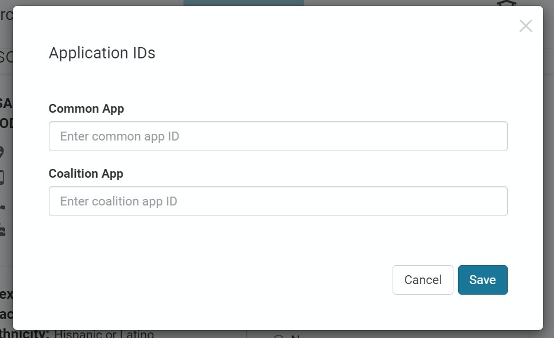 Application IDs
Common App
Enter common app ID
Coalition App
Enter coalition app ID
Cancel
Save
Hispanic or Latino